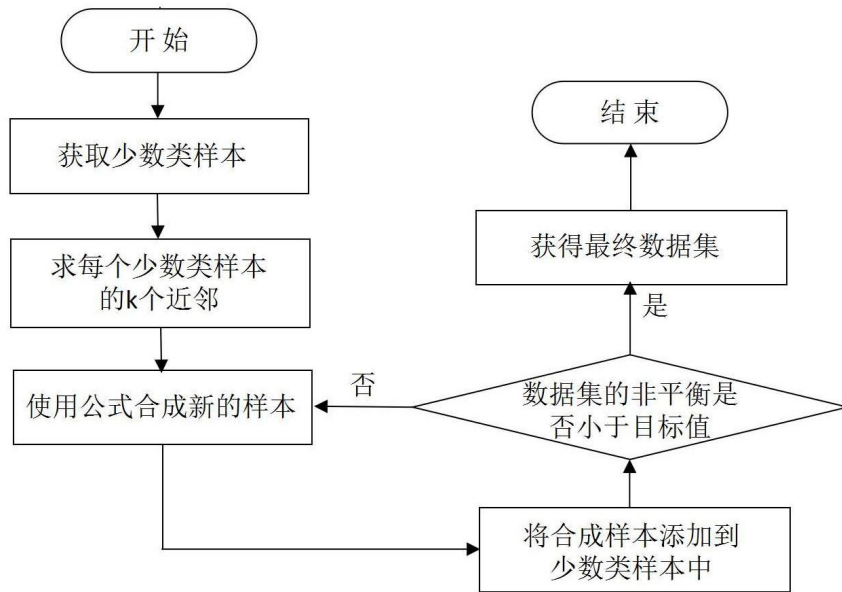 开 始
获取少数类样本
求每个少数类样本
的k个近邻
使用公式合成新的样本
将合成样本添加到
少数类样本中
数据集的非平衡是
否小于目标值
否
是
获得最终数据集
结 束